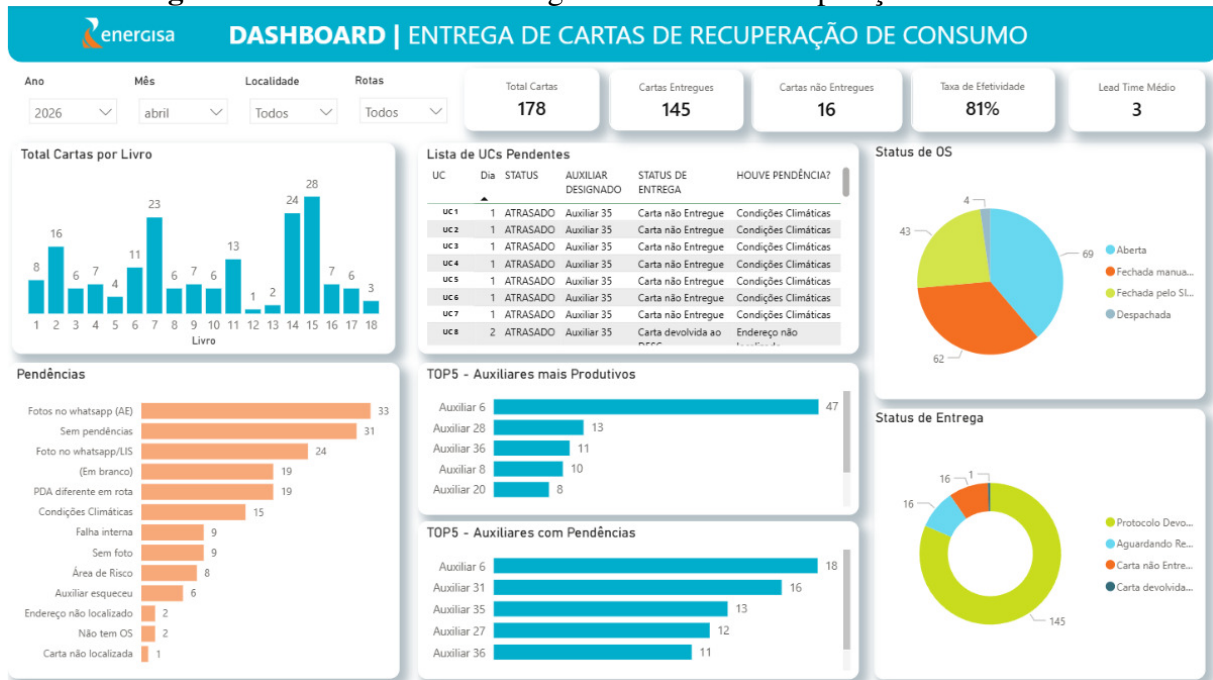 energisa
DASHBOARD | ENTREGA DE CARTAS DE RECUPERAÇÃO DE CONSUMO
Ano
Mês
Localidade
Rotas
2026
abril
Todos
Todos
Total Cartas
178
Cartas Entregues
145
Cartas não Entregues
16
Taxa de Efetividade
81%
Lead Time Médio
3
Total Cartas por Livro
8 16 6 7 4 11 23 6 7 6 13 1 2 24 28 7 6 3
1 2 3 4 5 6 7 8 9 10 11 12 13 14 15 16 17 18
Livro
Lista de UCs Pendentes
UC Dia STATUS AUXILIAR DESIGNADO STATUS DE ENTREGA HOUVE PENDÊNCIA?
UC 1 1 ATRASADO Auxiliar 35 Carta não Entregue Condições Climáticas
UC 2 1 ATRASADO Auxiliar 35 Carta não Entregue Condições Climáticas
UC 3 1 ATRASADO Auxiliar 35 Carta não Entregue Condições Climáticas
UC 4 1 ATRASADO Auxiliar 35 Carta não Entregue Condições Climáticas
UC 5 1 ATRASADO Auxiliar 35 Carta não Entregue Condições Climáticas
UC 6 1 ATRASADO Auxiliar 35 Carta não Entregue Condições Climáticas
UC 7 1 ATRASADO Auxiliar 35 Carta não Entregue Condições Climáticas
UC 8 2 ATRASADO Auxiliar 35 Carta devolvida ao Endereço não
Status de OS
4
43
69
62
Aberta
Fechada manua...
Fechada pelo SI...
Despachada
Pendências
Fotos no whatsapp (AE) 33
Sem pendências 31
Foto no whatsapp/LIS 24
(Em branco) 19
PDA diferente em rota 19
Condições Climáticas 15
Falha interna 9
Sem foto 9
Área de Risco 8
Auxiliar esqueceu 6
Endereço não localizado 2
Não tem OS 2
Carta não localizada 1
TOP5 - Auxiliares mais Produtivos
Auxiliar 6 47
Auxiliar 28 13
Auxiliar 36 11
Auxiliar 8 10
Auxiliar 20 8
TOP5 - Auxiliares com Pendências
Auxiliar 6 18
Auxiliar 31 16
Auxiliar 35 13
Auxiliar 27 12
Auxiliar 36 11
Status de Entrega
16 1
16
145
Protocolo Devo...
Aguardando Re...
Carta não Entre...
Carta devolvida...